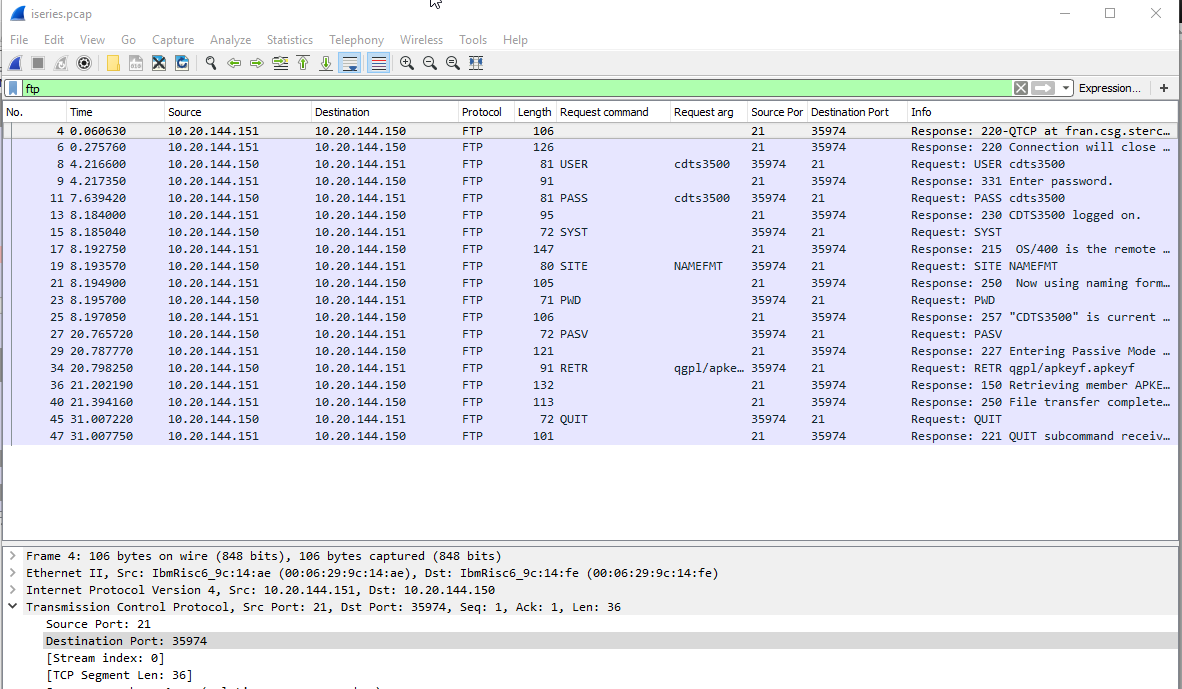 iseries.pcap
File Edit View Go Capture Analyze Statistics Telephony Wireless Tools Help
ftp Expression... +
No. Time Source Destination Protocol Length Request command Request arg Source Por Destination Port Info
4 0.060630 10.20.144.151 10.20.144.150 FTP 106 21 35974 Response: 220-QTCP at fran.csg.sterc…
6 0.275760 10.20.144.151 10.20.144.150 FTP 126 21 35974 Response: 220 Connection will close …
8 4.216600 10.20.144.150 10.20.144.151 FTP 81 USER cdts3500 35974 21 Request: USER cdts3500
9 4.217350 10.20.144.151 10.20.144.150 FTP 91 21 35974 Response: 331 Enter password.
11 7.639420 10.20.144.150 10.20.144.151 FTP 81 PASS cdts3500 35974 21 Request: PASS cdts3500
13 8.184000 10.20.144.151 10.20.144.150 FTP 95 21 35974 Response: 230 CDTS3500 logged on.
15 8.185040 10.20.144.150 10.20.144.151 FTP 72 SYST 35974 21 Request: SYST
17 8.192750 10.20.144.151 10.20.144.150 FTP 147 21 35974 Response: 215 OS/400 is the remote …
19 8.193570 10.20.144.150 10.20.144.151 FTP 80 SITE NAMEFMT 35974 21 Request: SITE NAMEFMT
21 8.194900 10.20.144.151 10.20.144.150 FTP 105 21 35974 Response: 250 Now using naming form…
23 8.195700 10.20.144.150 10.20.144.151 FTP 71 PWD 35974 21 Request: PWD
25 8.197050 10.20.144.151 10.20.144.150 FTP 106 21 35974 Response: 257 "CDTS3500" is current …
27 20.765720 10.20.144.150 10.20.144.151 FTP 72 PASV 35974 21 Request: PASV
29 20.787770 10.20.144.151 10.20.144.150 FTP 121 21 35974 Response: 227 Entering Passive Mode …
34 20.798250 10.20.144.150 10.20.144.151 FTP 91 RETR qgpl/apke… 35974 21 Request: RETR qgpl/apkeyf.apkeyf
36 21.202190 10.20.144.151 10.20.144.150 FTP 132 21 35974 Response: 150 Retrieving member APKE…
40 21.394160 10.20.144.151 10.20.144.150 FTP 113 21 35974 Response: 250 File transfer complete…
45 31.007220 10.20.144.150 10.20.144.151 FTP 72 QUIT 35974 21 Request: QUIT
47 31.007750 10.20.144.151 10.20.144.150 FTP 101 21 35974 Response: 221 QUIT subcommand receiv…
Frame 4: 106 bytes on wire (848 bits), 106 bytes captured (848 bits)
Ethernet II, Src: IbmRisc6_9c:14:ae (00:06:29:9c:14:ae), Dst: IbmRisc6_9c:14:fe (00:06:29:9c:14:fe)
Internet Protocol Version 4, Src: 10.20.144.151, Dst: 10.20.144.150
Transmission Control Protocol, Src Port: 21, Dst Port: 35974, Seq: 1, Ack: 1, Len: 36
Source Port: 21
Destination Port: 35974
[Stream index: 0]
[TCP Segment Len: 36]